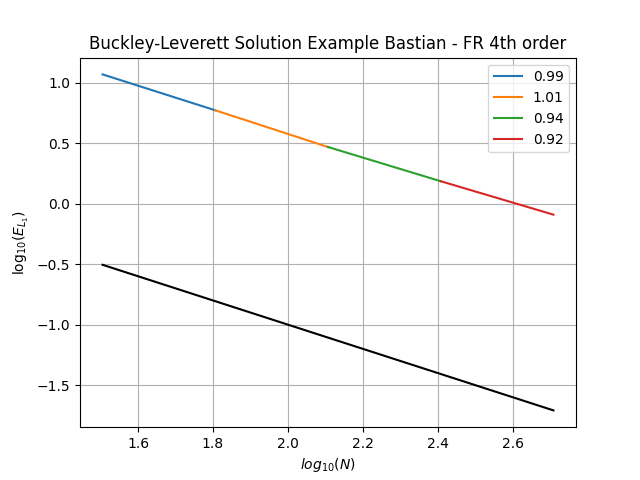 Buckley-Leverett Solution Example Bastian - FR 4th order
1.0
0.5
0.0
−0.5
−1.0
−1.5
log₁₀(E_{L₁})
0.99
1.01
0.94
0.92
1.6 1.8 2.0 2.2 2.4 2.6
log₁₀(N)